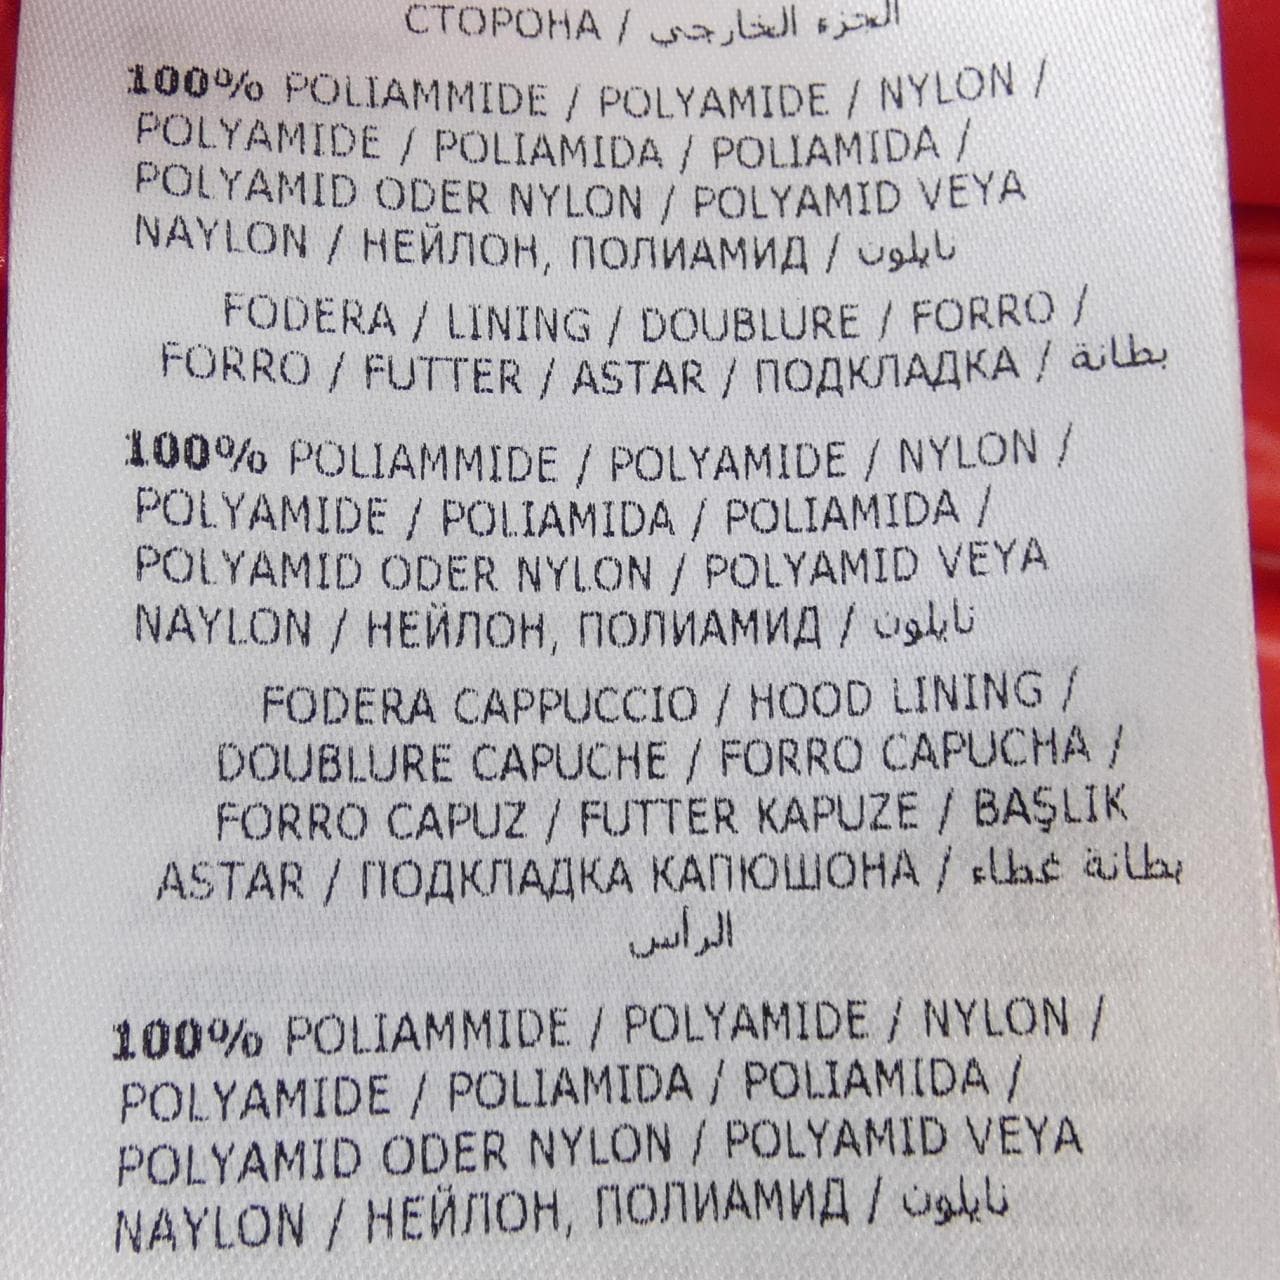 СТОРОНА / الجزء الخارجي
100% POLIAMMIDE / POLYAMIDE / NYLON /
POLYAMIDE / POLIAMIDA / POLIAMIDA /
POLYAMID ODER NYLON / POLYAMID VEYA
NAYLON / НЕЙЛОН, ПОЛИАМИД / نايلون
FODERA / LINING / DOUBLURE / FORRO /
FORRO / FUTTER / ASTAR / ПОДКЛАДКА / بطانة
100% POLIAMMIDE / POLYAMIDE / NYLON /
POLYAMIDE / POLIAMIDA / POLIAMIDA /
POLYAMID ODER NYLON / POLYAMID VEYA
NAYLON / НЕЙЛОН, ПОЛИАМИД / نايلون
FODERA CAPPUCCIO / HOOD LINING /
DOUBLURE CAPUCHE / FORRO CAPUCHA /
FORRO CAPUZ / FUTTER KAPUZE / BAŞLIK
ASTAR / ПОДКЛАДКА КАПЮШОНА / بطانة غطاء
الرأس
100% POLIAMMIDE / POLYAMIDE / NYLON /
POLYAMIDE / POLIAMIDA / POLIAMIDA /
POLYAMID ODER NYLON / POLYAMID VEYA
NAYLON / НЕЙЛОН, ПОЛИАМИД / نايلون